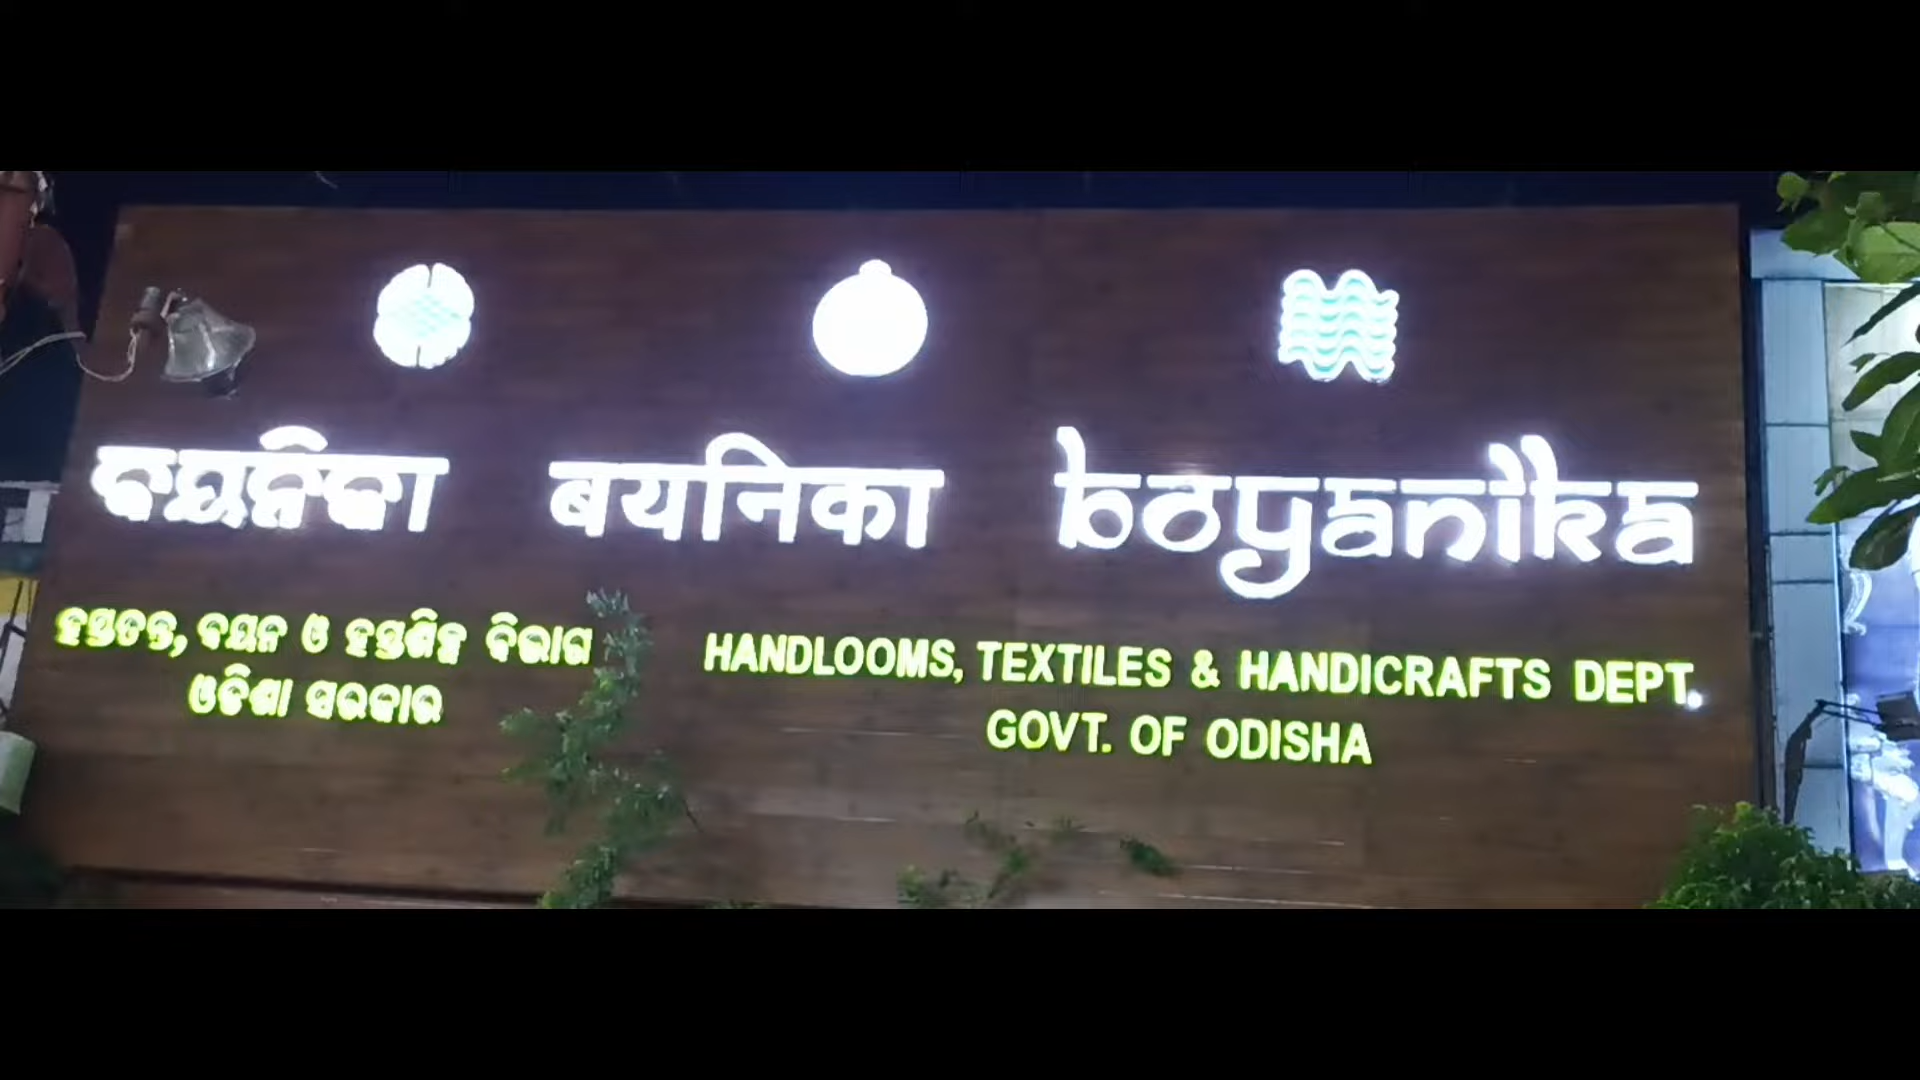 ବୟନିକା बयनिका boyanika
ହସ୍ତତନ୍ତ, ବୟନ ଓ ହସ୍ତଶିଳ୍ପ ବିଭାଗ
ଓଡିଶା ସରକାର
HANDLOOMS, TEXTILES & HANDICRAFTS DEPT.
GOVT. OF ODISHA